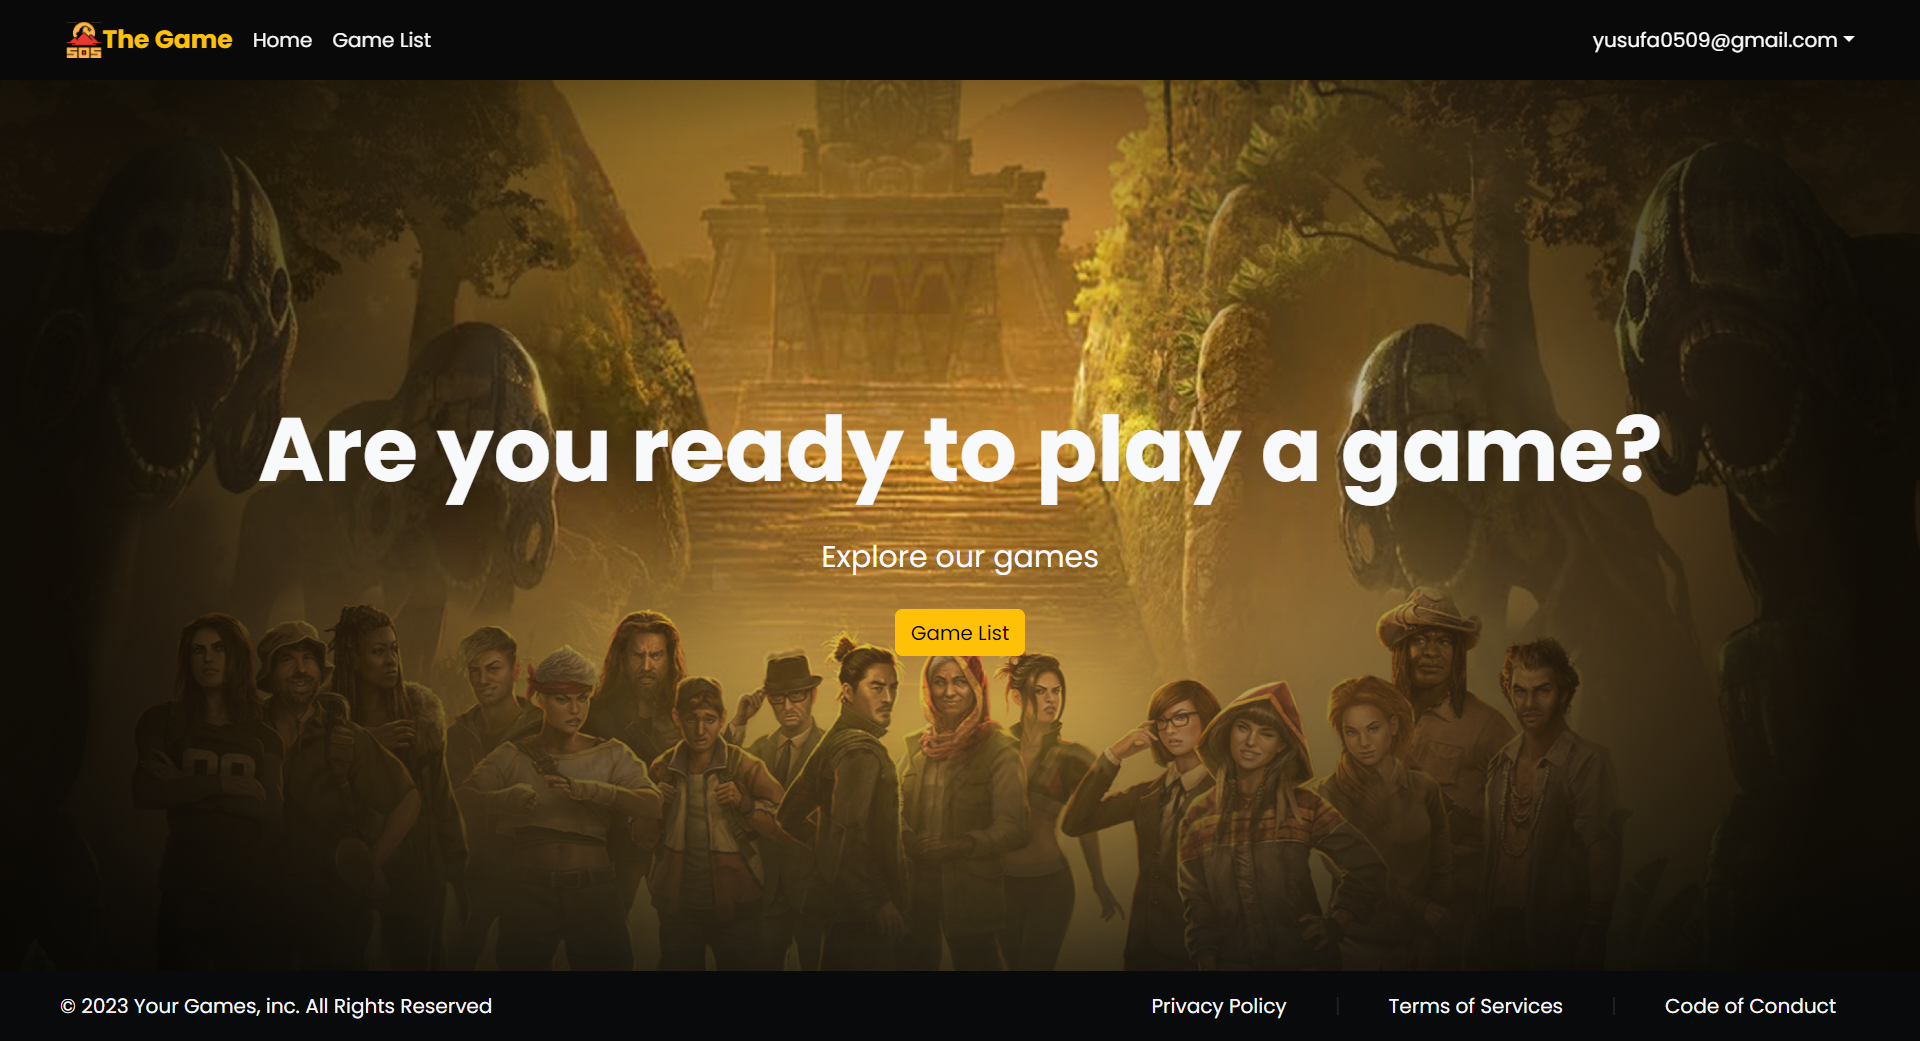 SOS The Game Home Game List yusufa0509@gmail.com
Are you ready to play a game?
Explore our games
Game List
© 2023 Your Games, inc. All Rights Reserved Privacy Policy | Terms of Services | Code of Conduct